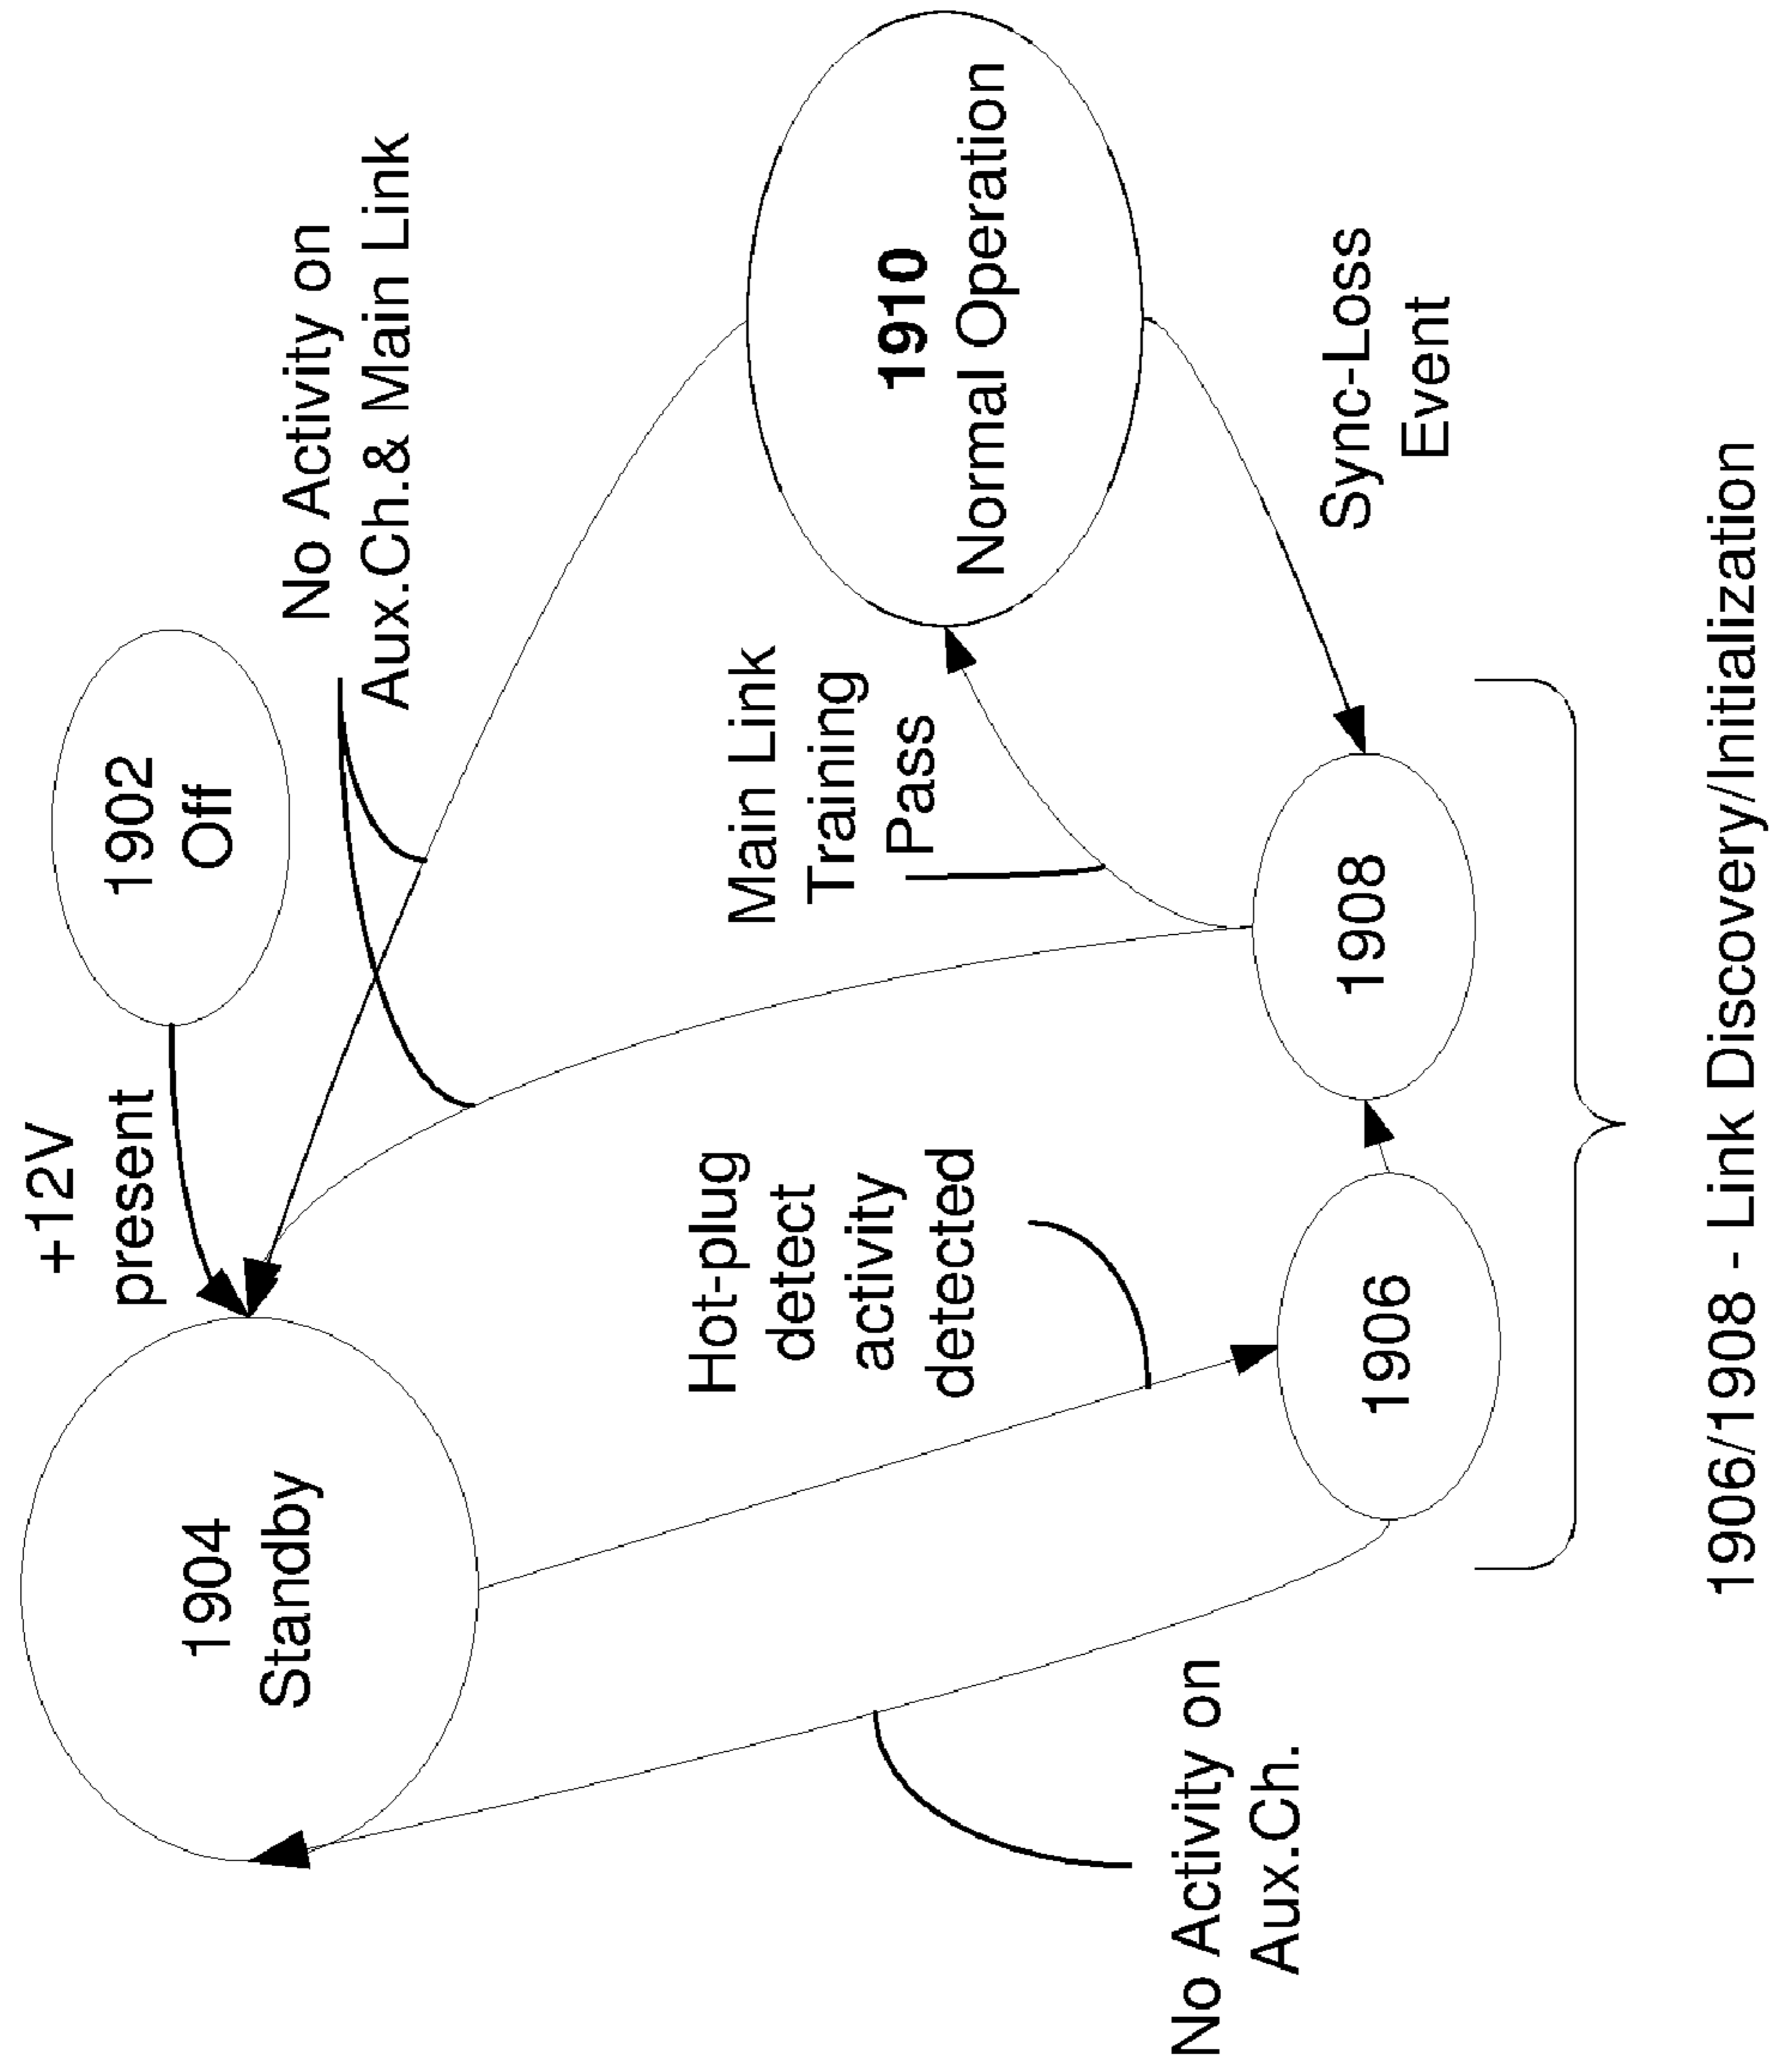 +12V
present
1902
Off
No Activity on
Aux.Ch.& Main Link
1904
Standby
Hot-plug
detect
activity
detected
Main Link
Training
Pass
1910
Normal Operation
No Activity on
Aux.Ch.
1906
1908
Sync-Loss
Event
1906/1908 - Link Discovery/Initialization